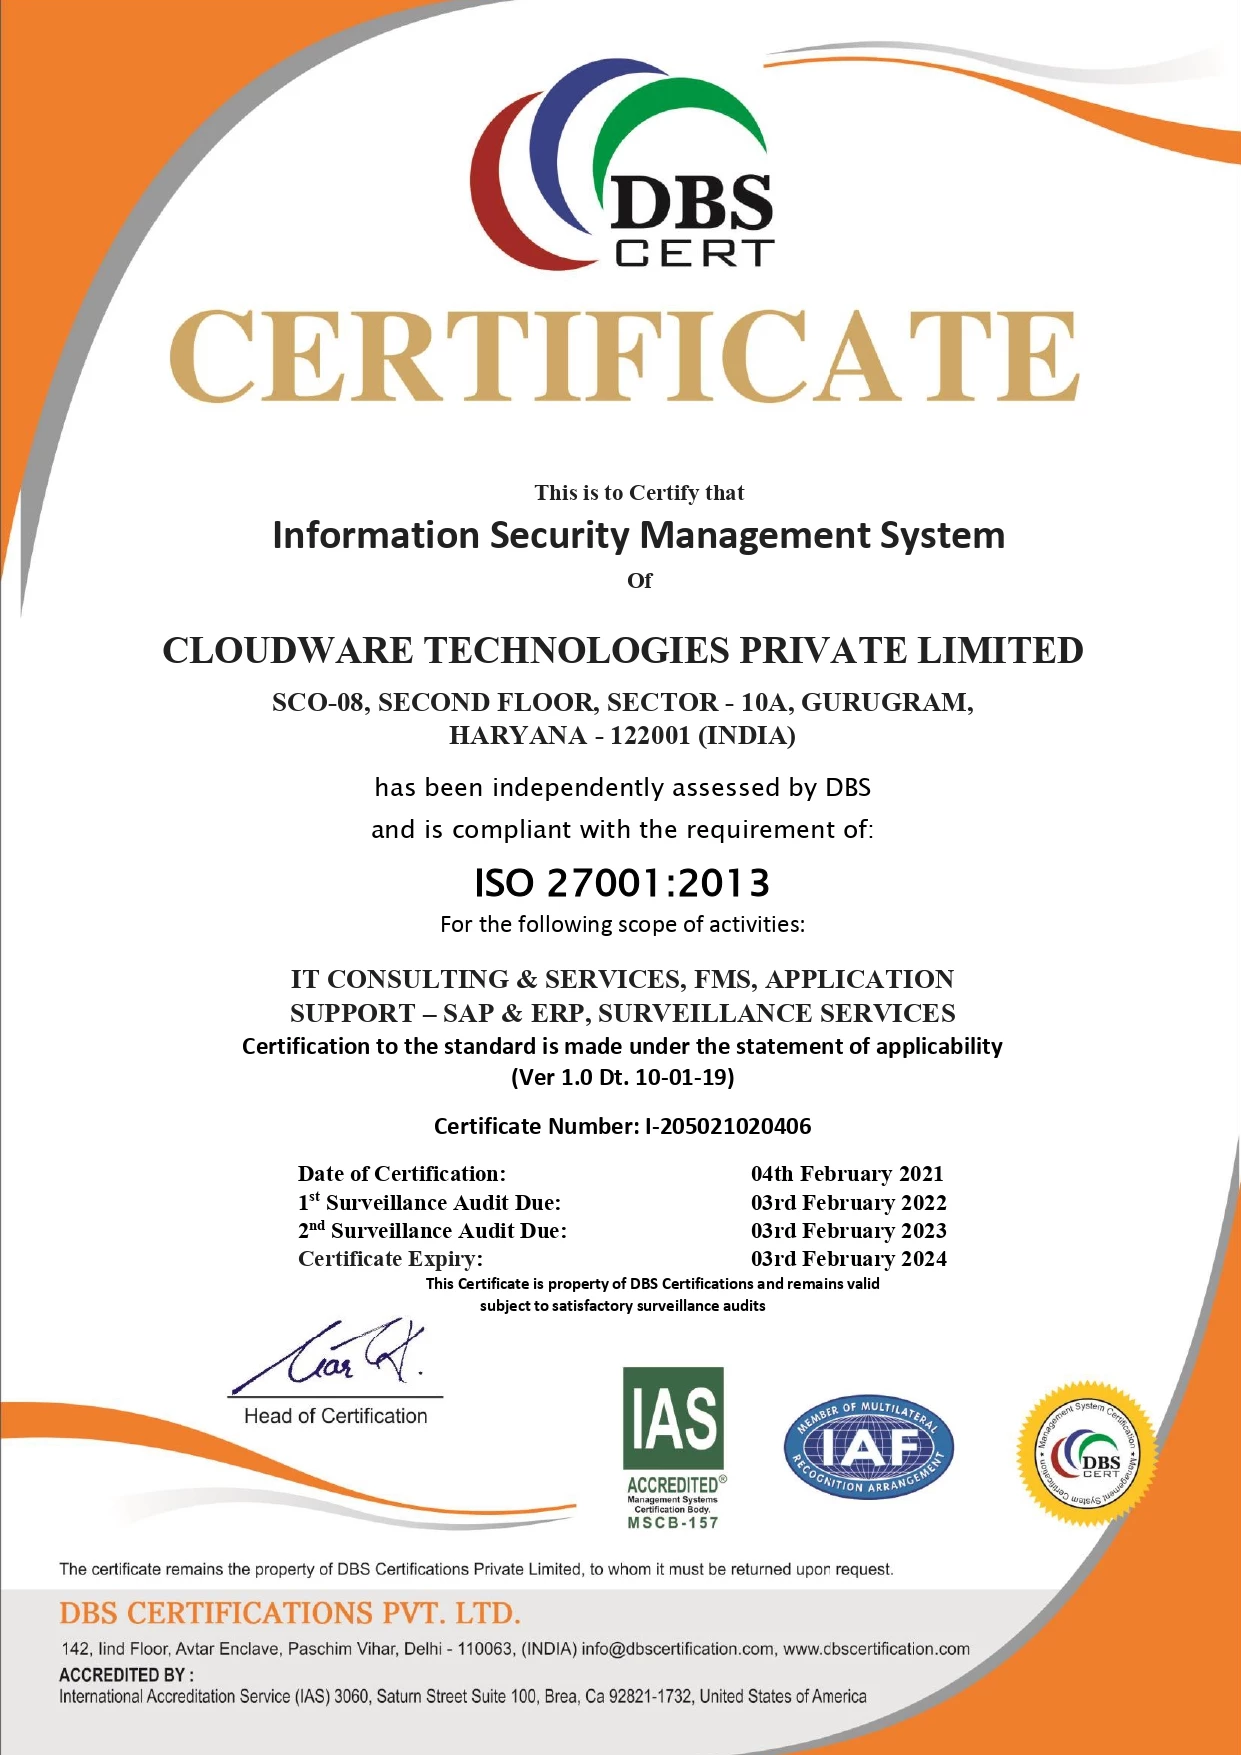 DBS
CERT
CERTIFICATE
This is to Certify that
Information Security Management System
Of
CLOUDWARE TECHNOLOGIES PRIVATE LIMITED
SCO-08, SECOND FLOOR, SECTOR - 10A, GURUGRAM,
HARYANA - 122001 (INDIA)
has been independently assessed by DBS
and is compliant with the requirement of:
ISO 27001:2013
For the following scope of activities:
IT CONSULTING & SERVICES, FMS, APPLICATION
SUPPORT – SAP & ERP, SURVEILLANCE SERVICES
Certification to the standard is made under the statement of applicability
(Ver 1.0 Dt. 10-01-19)
Certificate Number: I-205021020406
Date of Certification: 04th February 2021
1st Surveillance Audit Due: 03rd February 2022
2nd Surveillance Audit Due: 03rd February 2023
Certificate Expiry: 03rd February 2024
This Certificate is property of DBS Certifications and remains valid
subject to satisfactory surveillance audits
Head of Certification
IAS
ACCREDITED®
Management Systems
Certification Body.
MSCB-157
MEMBER OF MULTILATERAL
IAF
RECOGNITION ARRANGEMENT
Management System Certification
DBS
CERT
Management System Certification
The certificate remains the property of DBS Certifications Private Limited, to whom it must be returned upon request.
DBS CERTIFICATIONS PVT. LTD.
142, IInd Floor, Avtar Enclave, Paschim Vihar, Delhi - 110063, (INDIA) info@dbscertification.com, www.dbscertification.com
ACCREDITED BY :
International Accreditation Service (IAS) 3060, Saturn Street Suite 100, Brea, Ca 92821-1732, United States of America